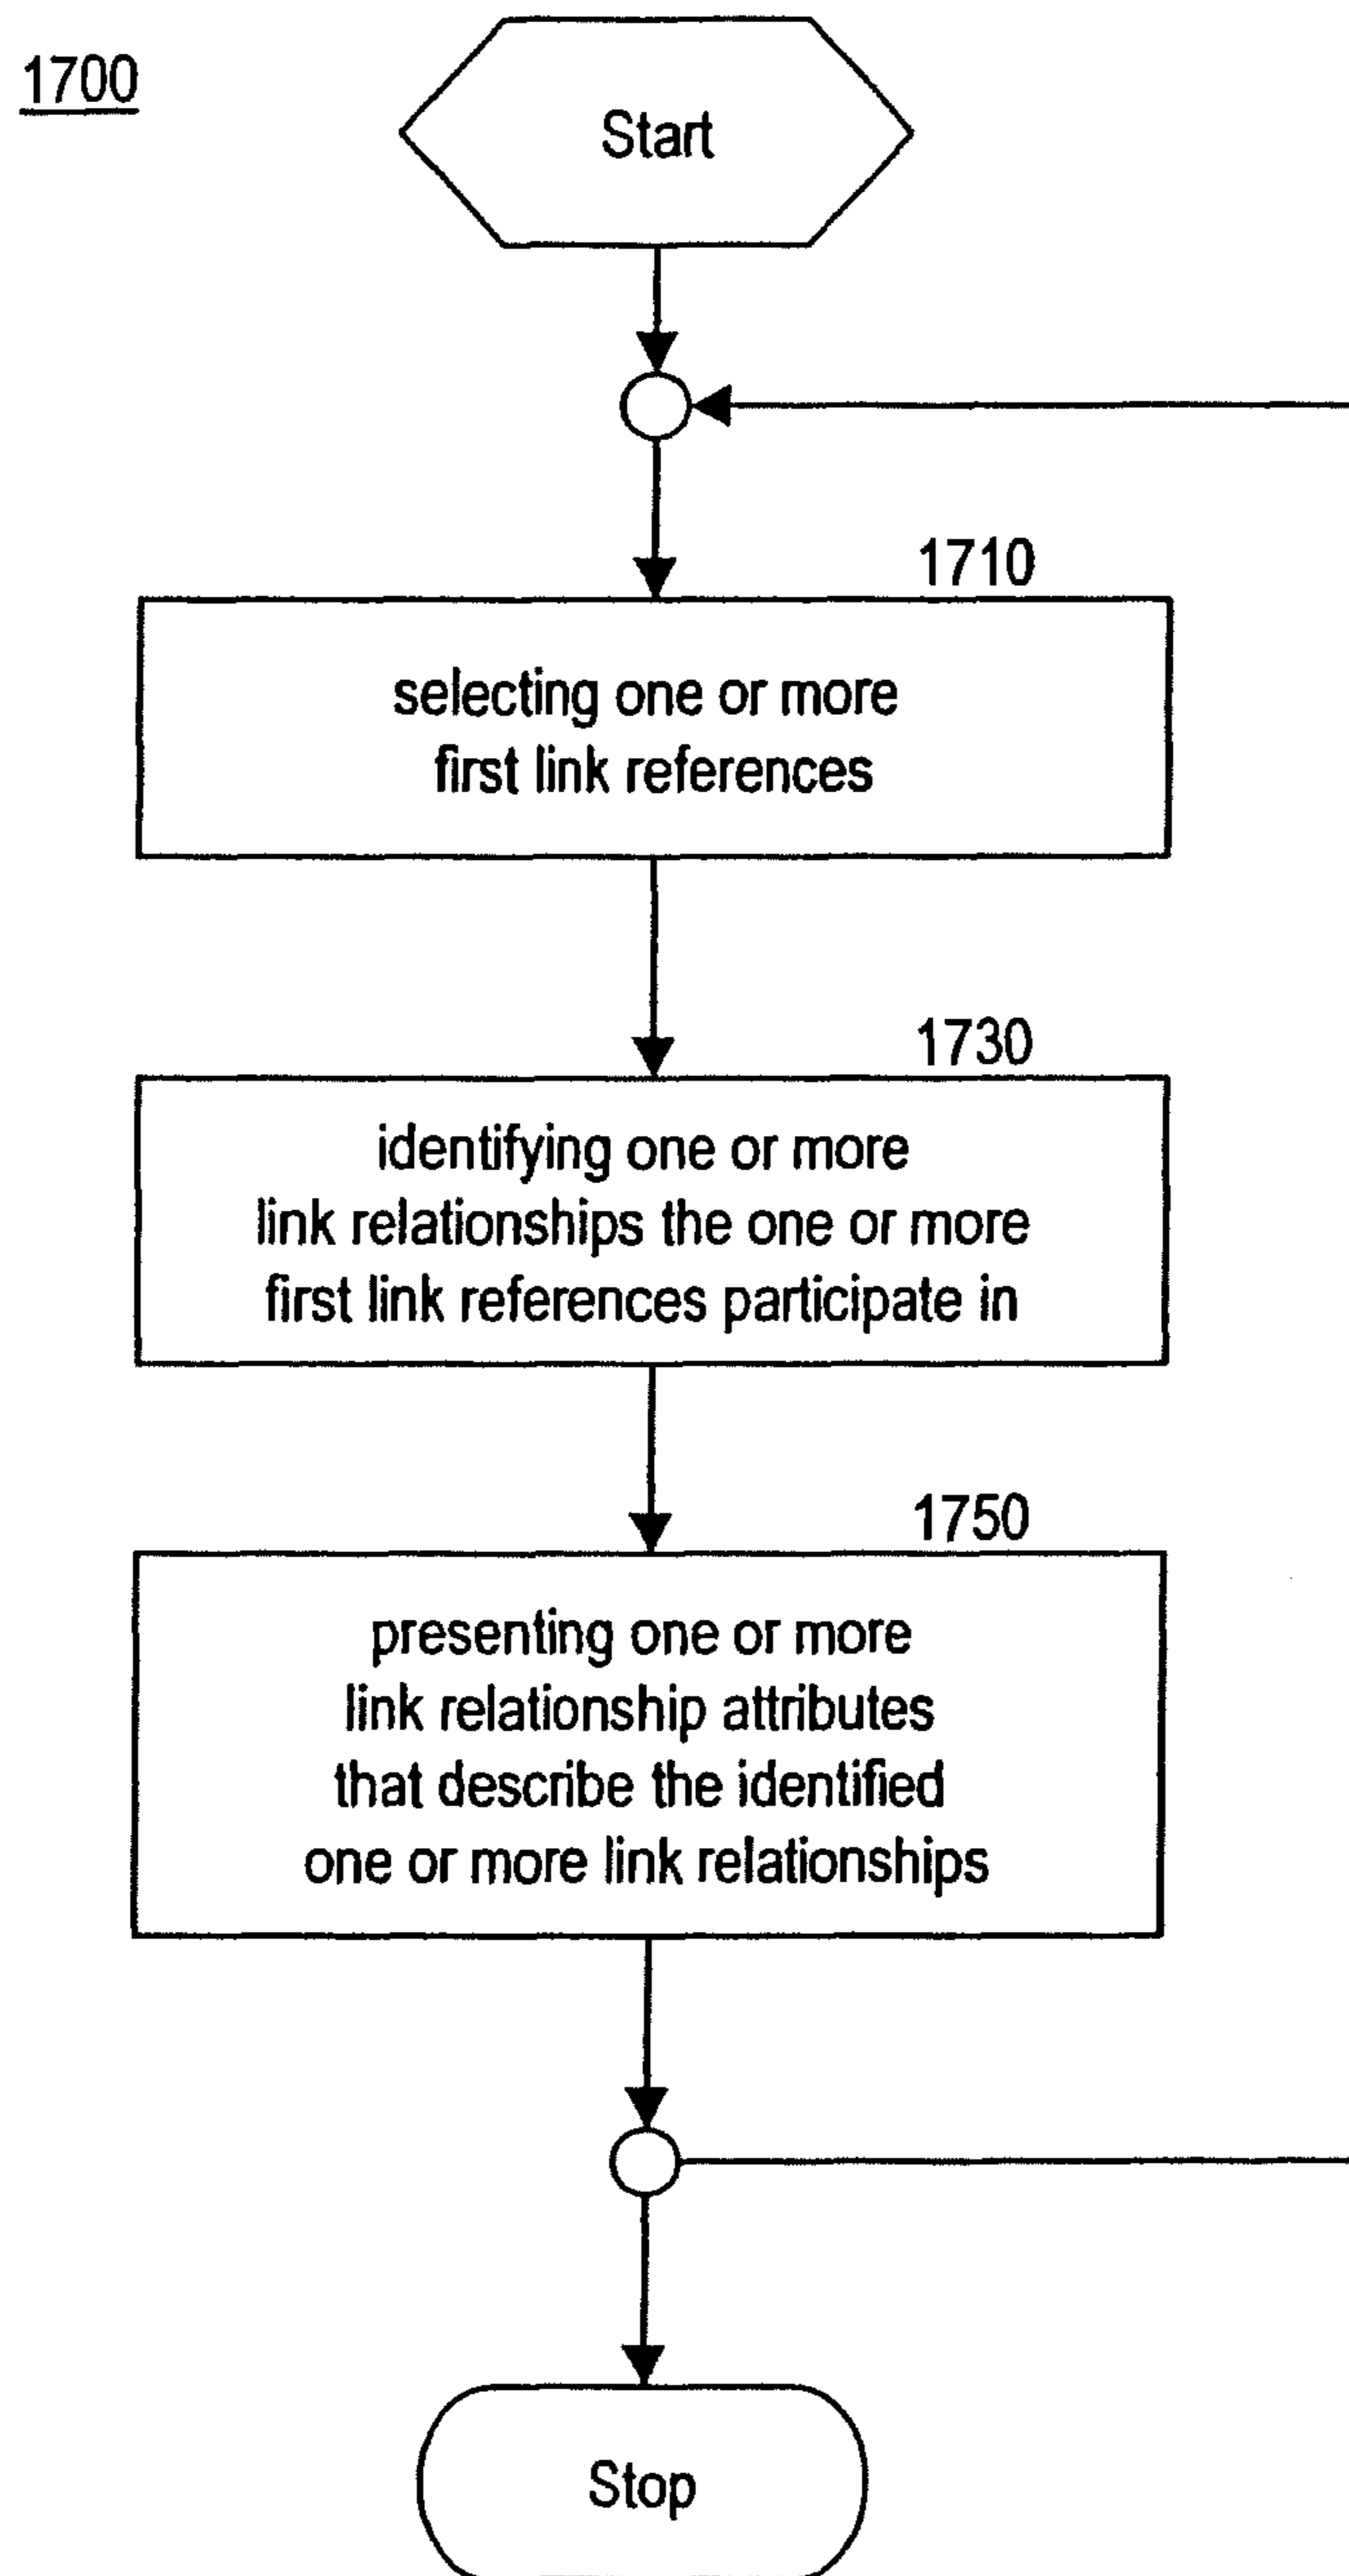 1700
Start
1710
selecting one or more
first link references
1730
identifying one or more
link relationships the one or more
first link references participate in
1750
presenting one or more
link relationship attributes
that describe the identified
one or more link relationships
Stop